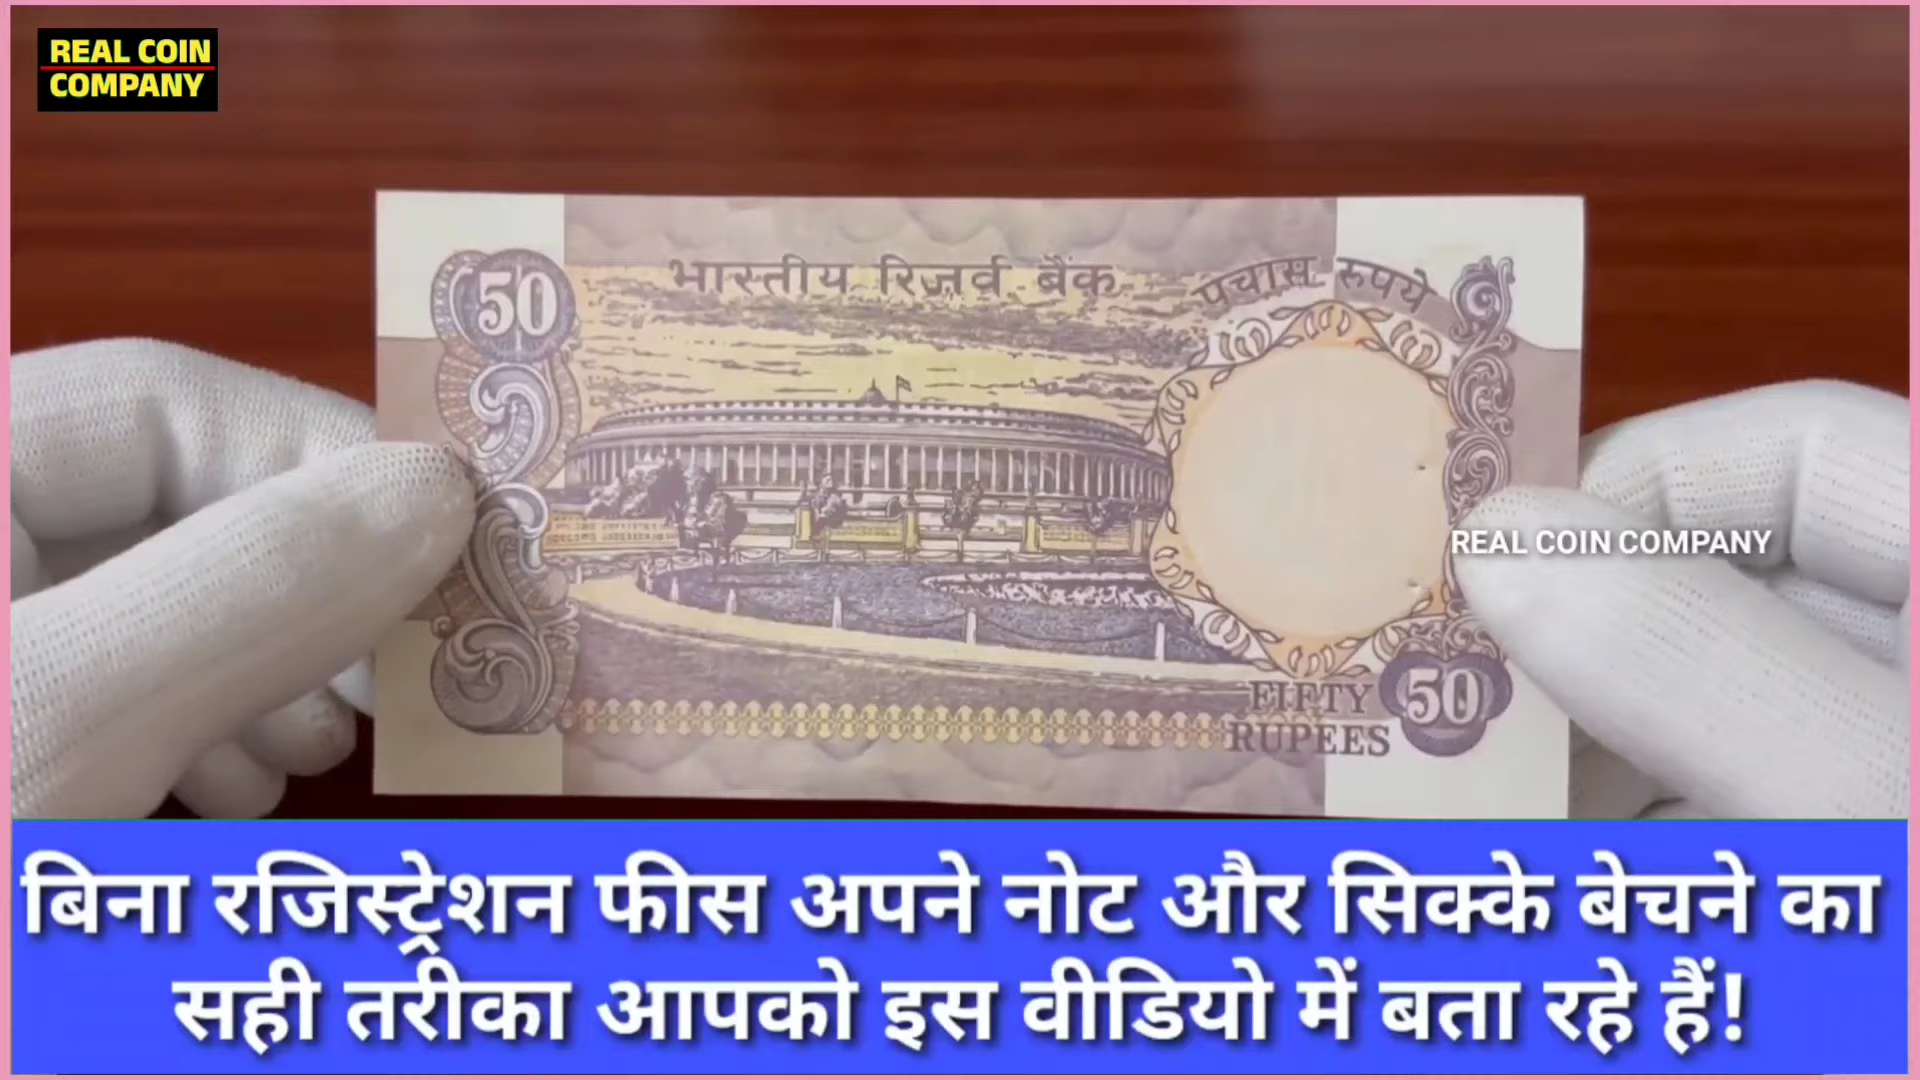 REAL COIN
COMPANY
50
भारतीय रिज़र्व बैंक
पचास रुपये
REAL COIN COMPANY
FIFTY
RUPEES
50
बिना रजिस्ट्रेशन फीस अपने नोट और सिक्के बेचने का
सही तरीका आपको इस वीडियो में बता रहे हैं!